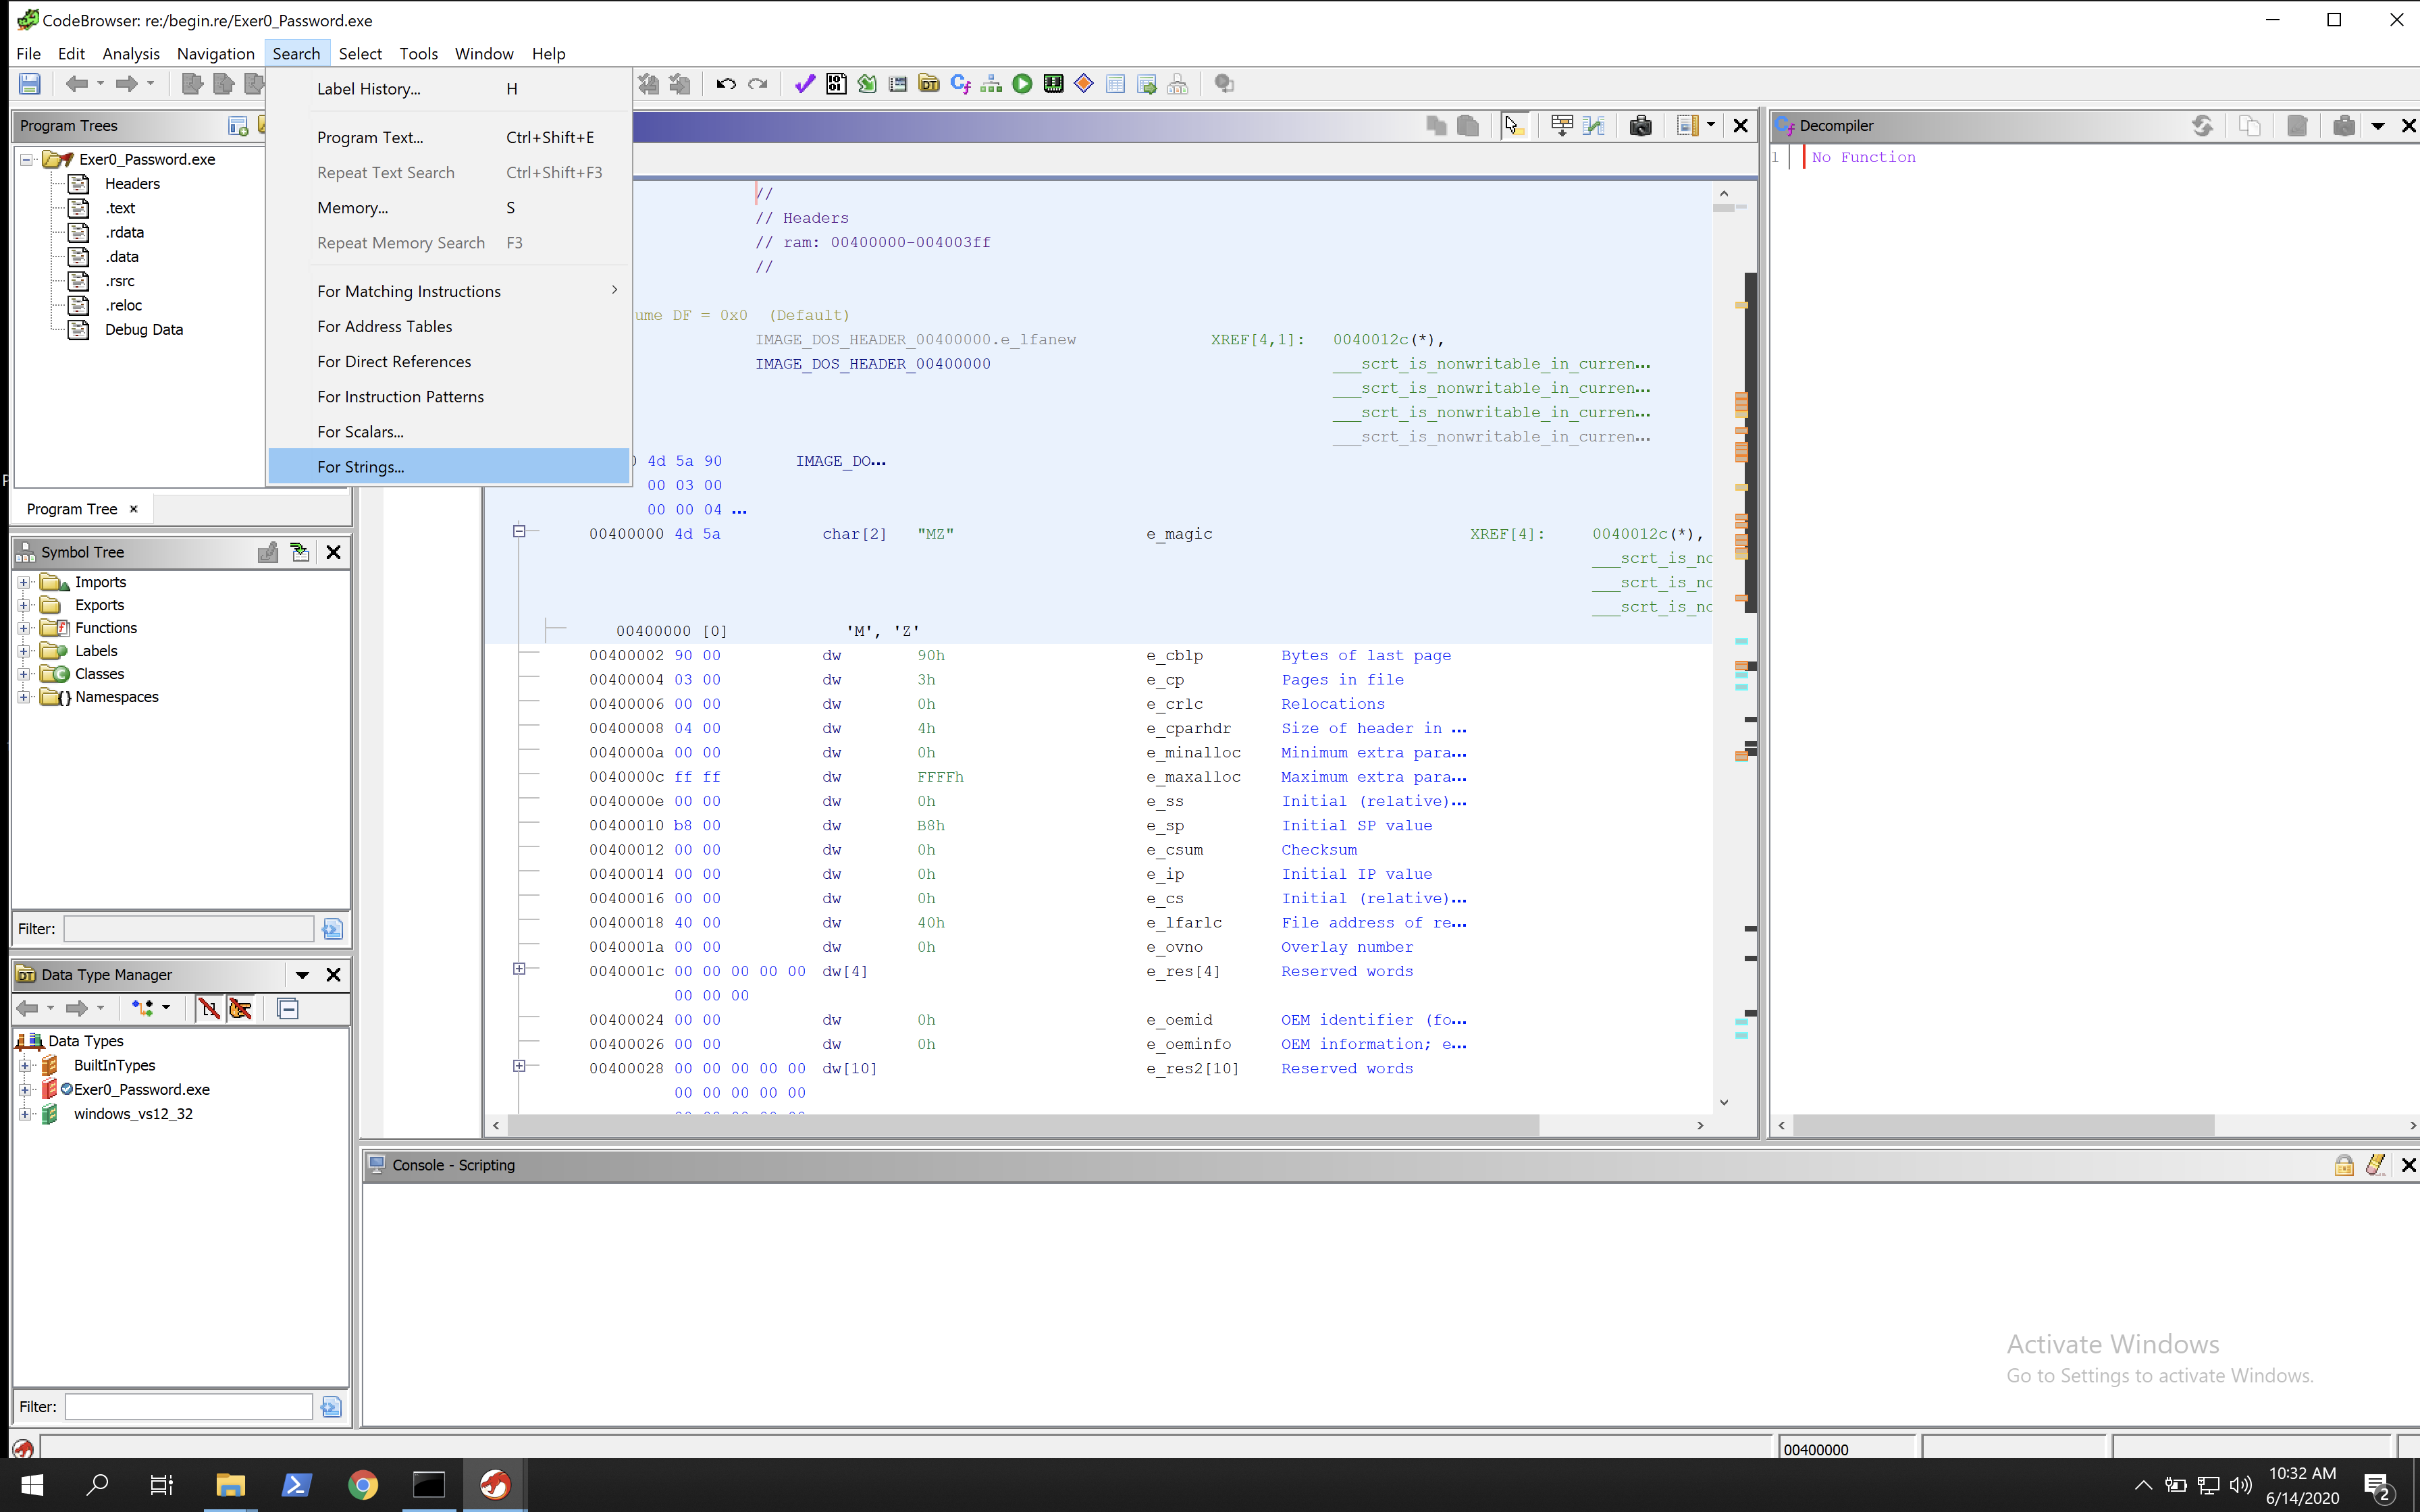 CodeBrowser: re:/begin.re/Exer0_Password.exe
File Edit Analysis Navigation Search Select Tools Window Help
Label History... H
Program Text... Ctrl+Shift+E
Repeat Text Search Ctrl+Shift+F3
Memory... S
Repeat Memory Search F3
For Matching Instructions
For Address Tables
For Direct References
For Instruction Patterns
For Scalars...
For Strings...
Program Trees
Exer0_Password.exe
Headers
.text
.rdata
.data
.rsrc
.reloc
Debug Data
Program Tree
Symbol Tree
Imports
Exports
Functions
Labels
Classes
Namespaces
Filter:
Data Type Manager
Data Types
BuiltInTypes
Exer0_Password.exe
windows_vs12_32
Filter:
//
// Headers
// ram: 00400000-004003ff
//
ume DF = 0x0 (Default)
IMAGE_DOS_HEADER_00400000.e_lfanew XREF[4,1]: 0040012c(*),
IMAGE_DOS_HEADER_00400000 ___scrt_is_nonwritable_in_curren...
___scrt_is_nonwritable_in_curren...
___scrt_is_nonwritable_in_curren...
___scrt_is_nonwritable_in_curren...
4d 5a 90 IMAGE_DO...
00 03 00
00 00 04 ...
00400000 4d 5a char[2] "MZ" e_magic XREF[4]: 0040012c(*),
___scrt_is_no
___scrt_is_no
___scrt_is_no
00400000 [0] 'M', 'Z'
00400002 90 00 dw 90h e_cblp Bytes of last page
00400004 03 00 dw 3h e_cp Pages in file
00400006 00 00 dw 0h e_crlc Relocations
00400008 04 00 dw 4h e_cparhdr Size of header in ...
0040000a 00 00 dw 0h e_minalloc Minimum extra para...
0040000c ff ff dw FFFFh e_maxalloc Maximum extra para...
0040000e 00 00 dw 0h e_ss Initial (relative)...
00400010 b8 00 dw B8h e_sp Initial SP value
00400012 00 00 dw 0h e_csum Checksum
00400014 00 00 dw 0h e_ip Initial IP value
00400016 00 00 dw 0h e_cs Initial (relative)...
00400018 40 00 dw 40h e_lfarlc File address of re...
0040001a 00 00 dw 0h e_ovno Overlay number
0040001c 00 00 00 00 00 dw[4] e_res[4] Reserved words
00 00 00
00400024 00 00 dw 0h e_oemid OEM identifier (fo...
00400026 00 00 dw 0h e_oeminfo OEM information; e...
00400028 00 00 00 00 00 dw[10] e_res2[10] Reserved words
00 00 00 00 00
Decompiler
1 No Function
Console - Scripting
Activate Windows
Go to Settings to activate Windows.
00400000
10:32 AM
6/14/2020
2